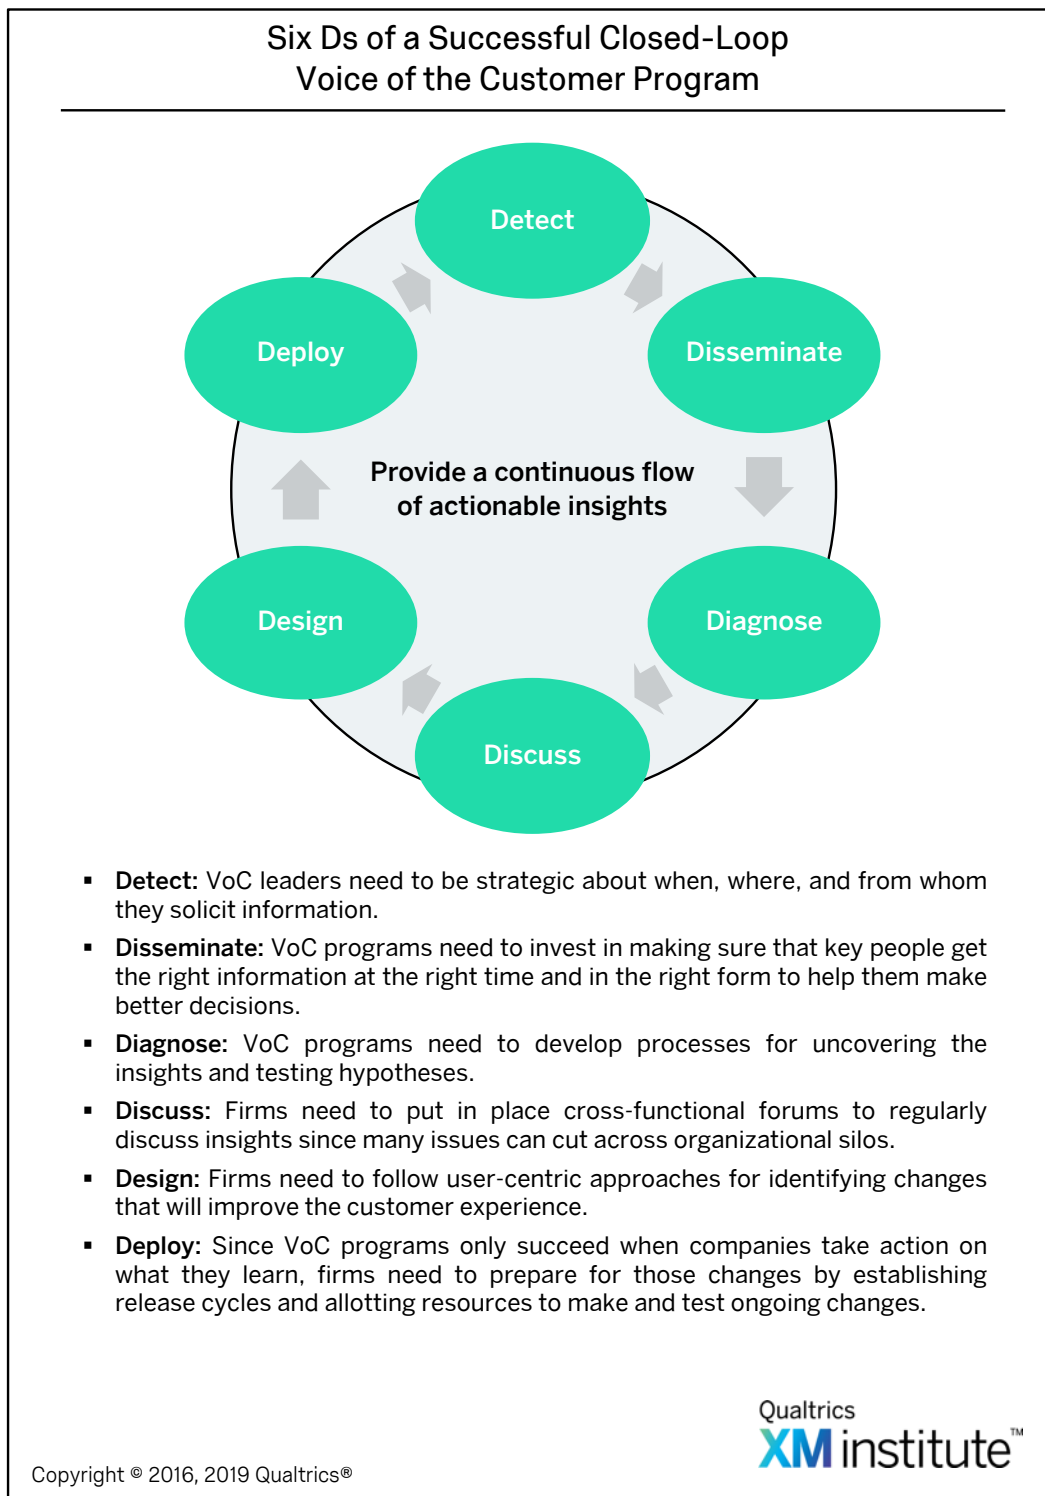 Six Ds of a Successful Closed-Loop
Voice of the Customer Program
Detect
Deploy
Disseminate
Provide a continuous flow
of actionable insights
Design
Diagnose
Discuss
▪ Detect: VoC leaders need to be strategic about when, where, and from whom
they solicit information.
▪ Disseminate: VoC programs need to invest in making sure that key people get
the right information at the right time and in the right form to help them make
better decisions.
▪ Diagnose: VoC programs need to develop processes for uncovering the
insights and testing hypotheses.
▪ Discuss: Firms need to put in place cross-functional forums to regularly
discuss insights since many issues can cut across organizational silos.
▪ Design: Firms need to follow user-centric approaches for identifying changes
that will improve the customer experience.
▪ Deploy: Since VoC programs only succeed when companies take action on
what they learn, firms need to prepare for those changes by establishing
release cycles and allotting resources to make and test ongoing changes.
Qualtrics
XM institute™
Copyright © 2016, 2019 Qualtrics®